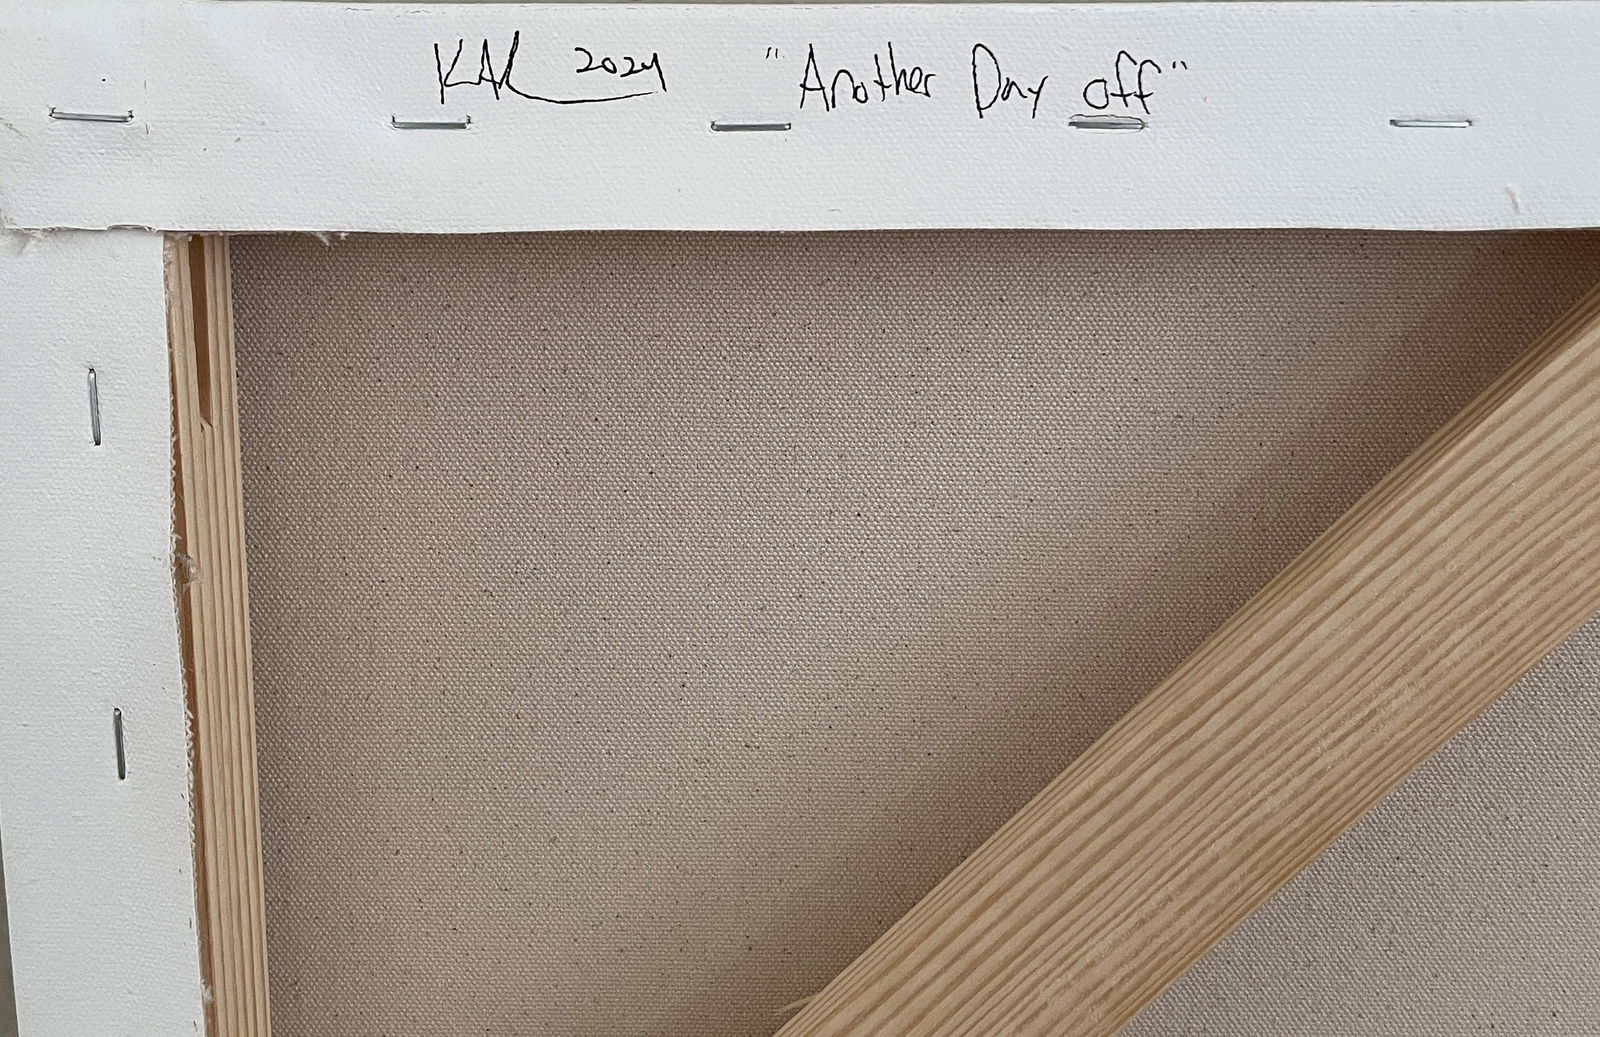 KAL 2024 "Another Day off"